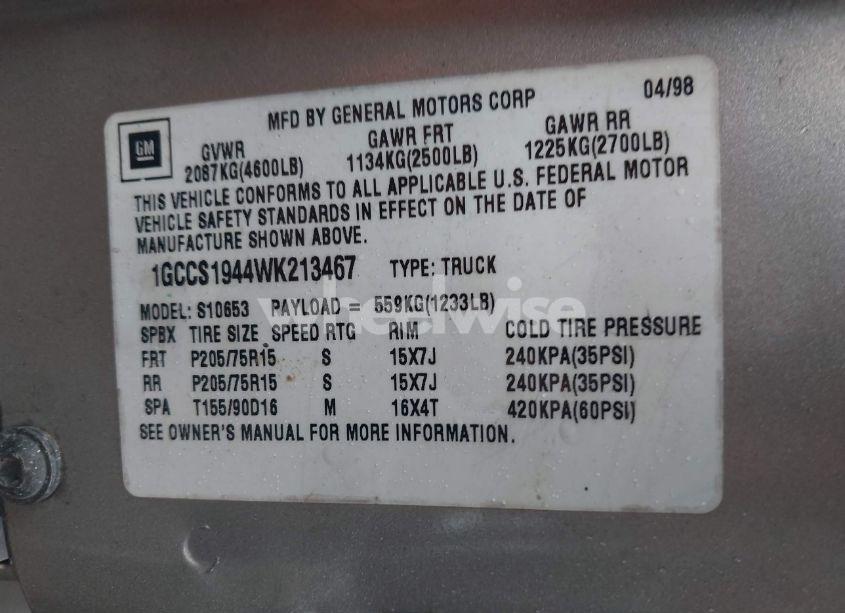 MFD BY GENERAL MOTORS CORP 04/98
GM GVWR GAWR FRT GAWR RR
2087KG(4600LB) 1134KG(2500LB) 1225KG(2700LB)
THIS VEHICLE CONFORMS TO ALL APPLICABLE U.S. FEDERAL MOTOR
VEHICLE SAFETY STANDARDS IN EFFECT ON THE DATE OF
MANUFACTURE SHOWN ABOVE.
1GCCS1944WK213467 TYPE: TRUCK
MODEL: S10653 PAYLOAD = 559KG(1233LB)
wheelwise
SPBX TIRE SIZE SPEED RTG RIM COLD TIRE PRESSURE
FRT P205/75R15 S 15X7J 240KPA(35PSI)
RR P205/75R15 S 15X7J 240KPA(35PSI)
SPA T155/90D16 M 16X4T 420KPA(60PSI)
SEE OWNER'S MANUAL FOR MORE INFORMATION.